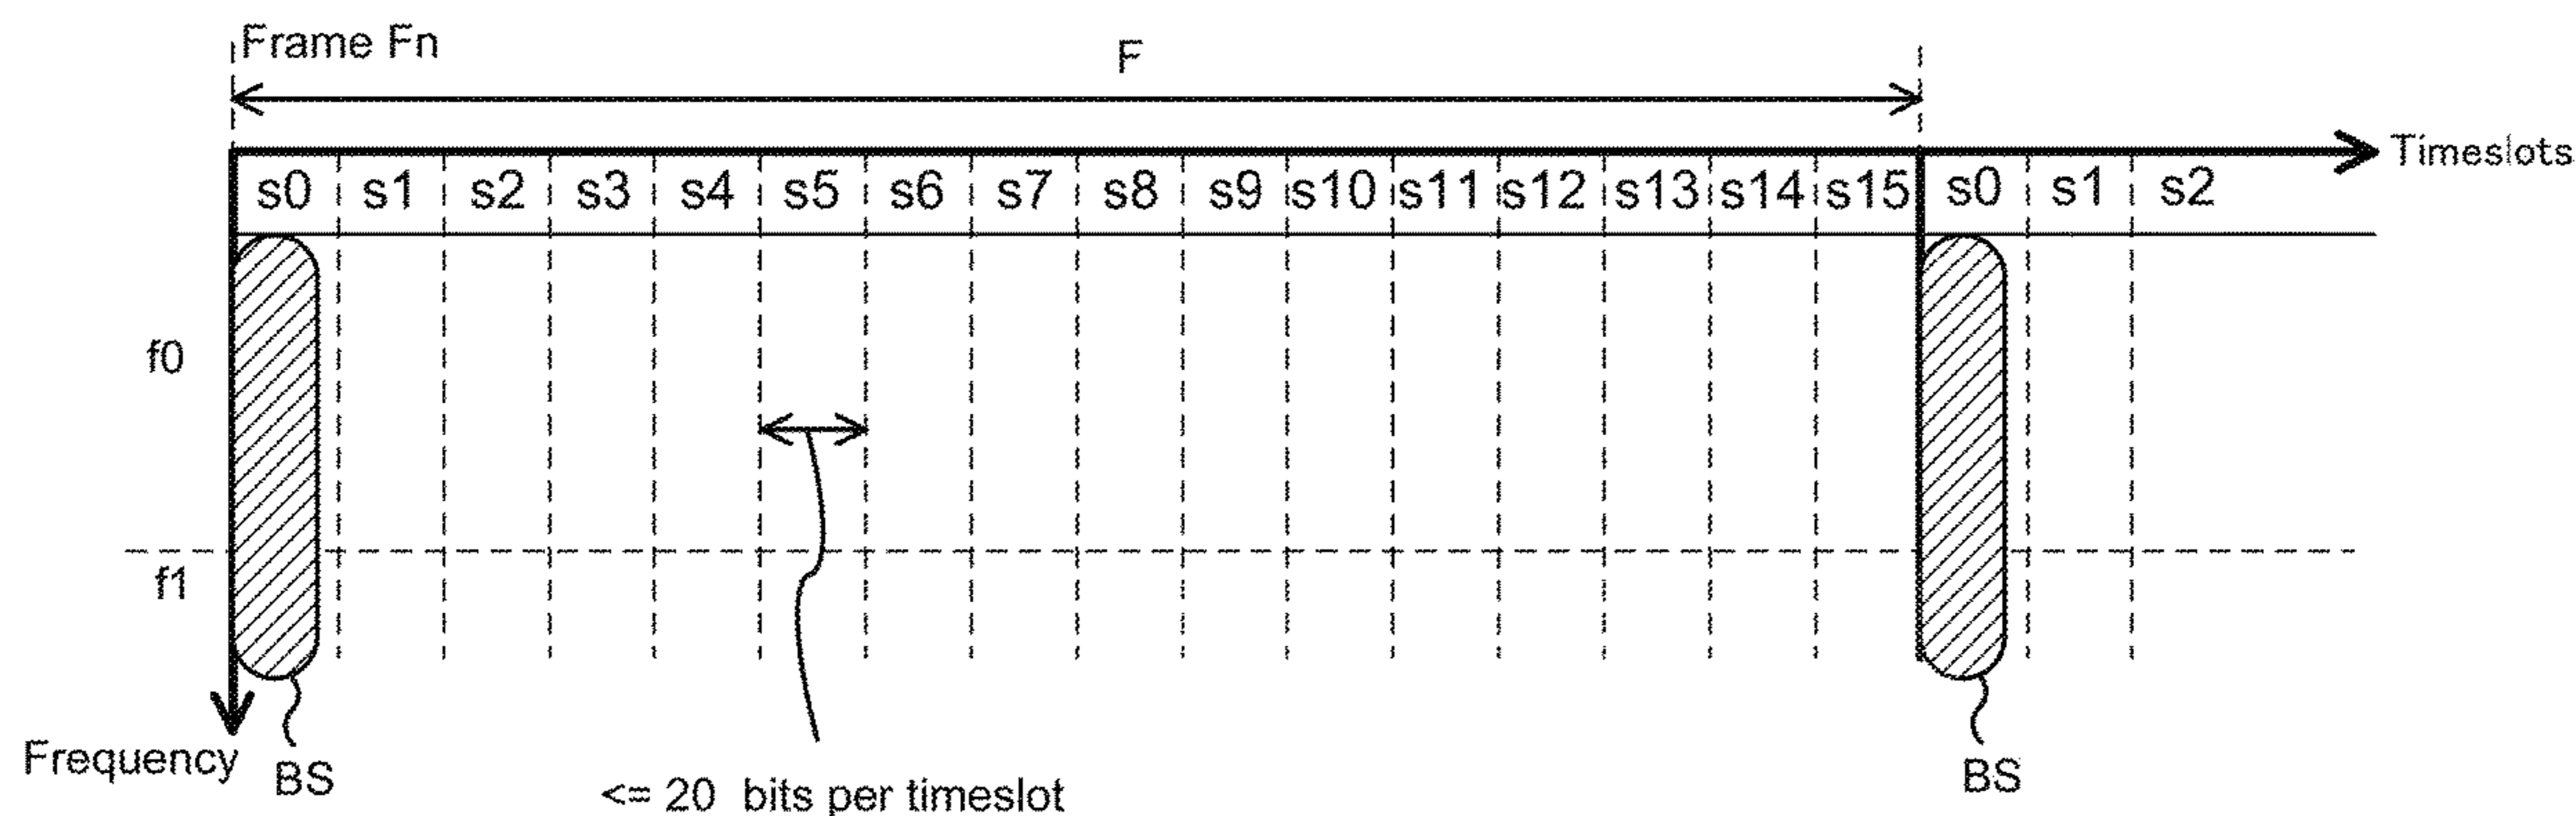 Frame Fn
F
Timeslots
s0 s1 s2 s3 s4 s5 s6 s7 s8 s9 s10 s11 s12 s13 s14 s15 s0 s1 s2
f0
f1
Frequency
BS
<= 20 bits per timeslot
BS